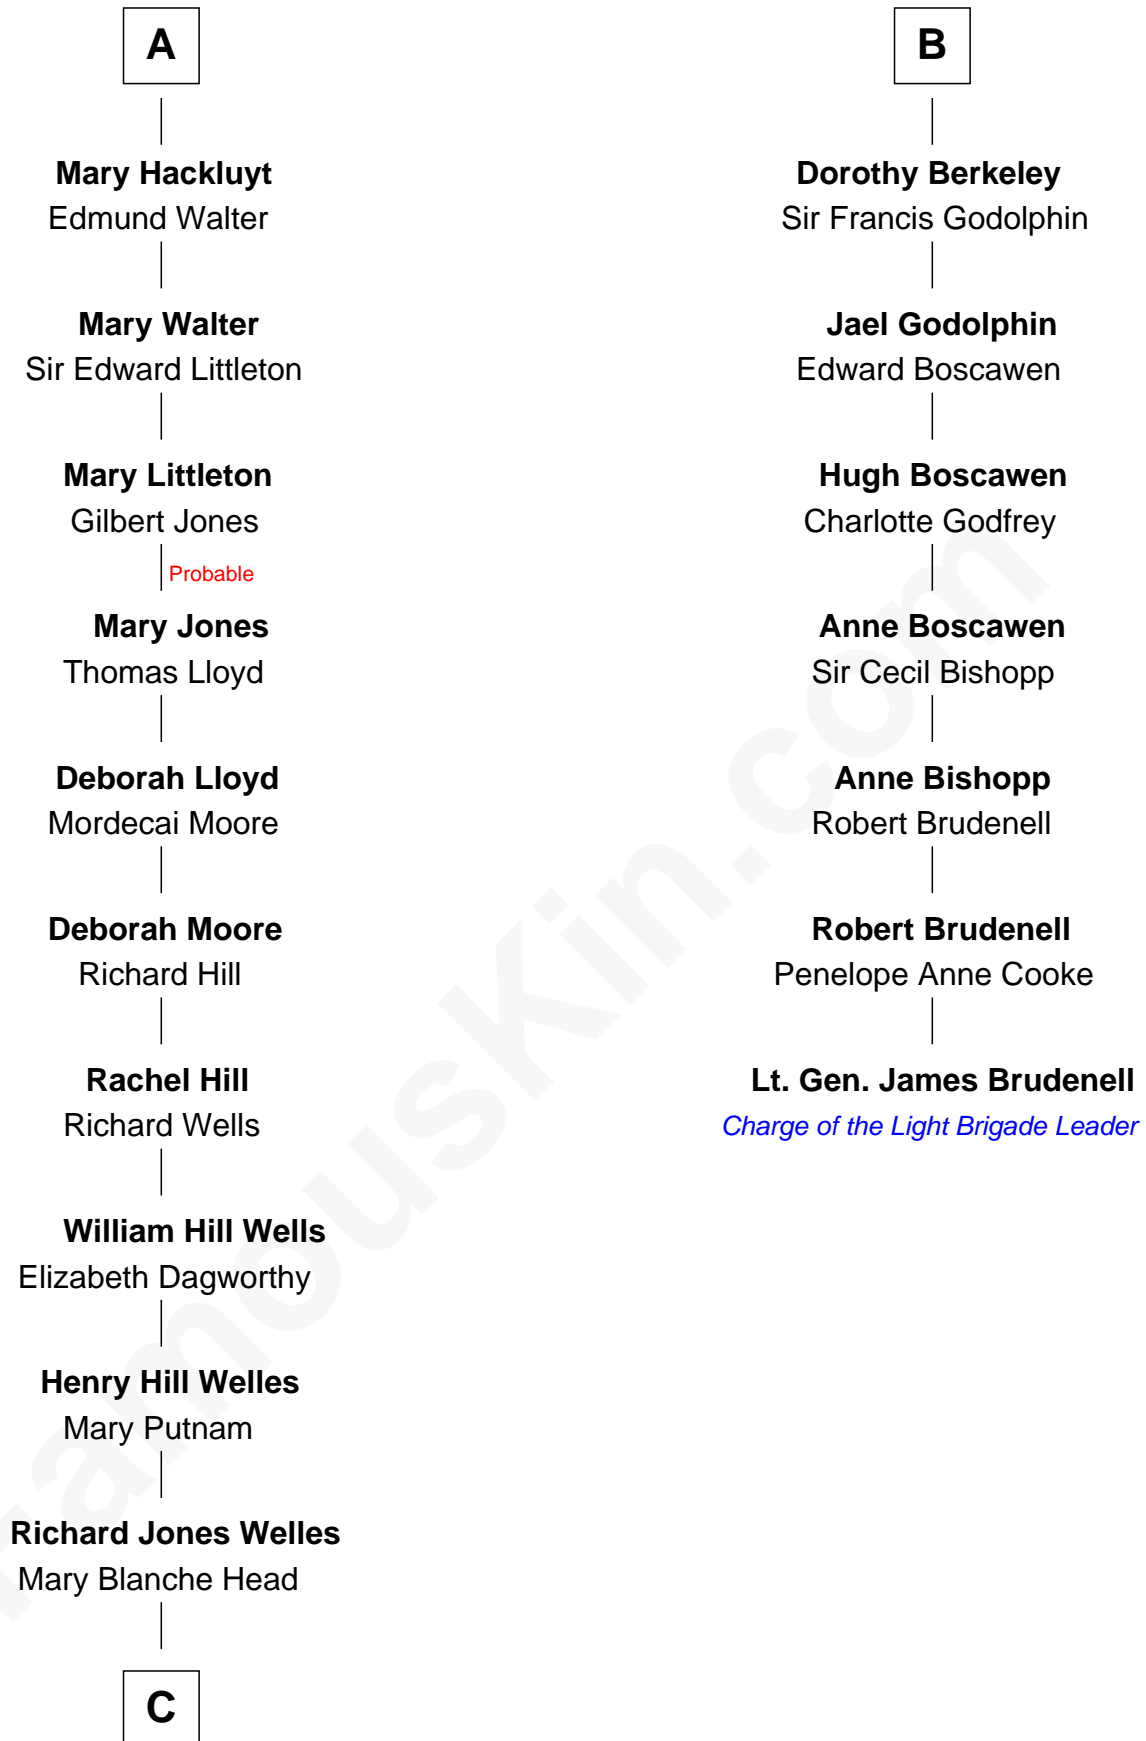 A
Mary Hackluyt
Edmund Walter
Mary Walter
Sir Edward Littleton
Mary Littleton
Gilbert Jones
Probable
Mary Jones
Thomas Lloyd
Deborah Lloyd
Mordecai Moore
Deborah Moore
Richard Hill
Rachel Hill
Richard Wells
William Hill Wells
Elizabeth Dagworthy
Henry Hill Welles
Mary Putnam
Richard Jones Welles
Mary Blanche Head
C
B
Dorothy Berkeley
Sir Francis Godolphin
Jael Godolphin
Edward Boscawen
Hugh Boscawen
Charlotte Godfrey
Anne Boscawen
Sir Cecil Bishopp
Anne Bishopp
Robert Brudenell
Robert Brudenell
Penelope Anne Cooke
Lt. Gen. James Brudenell
Charge of the Light Brigade Leader
FamousKin.com